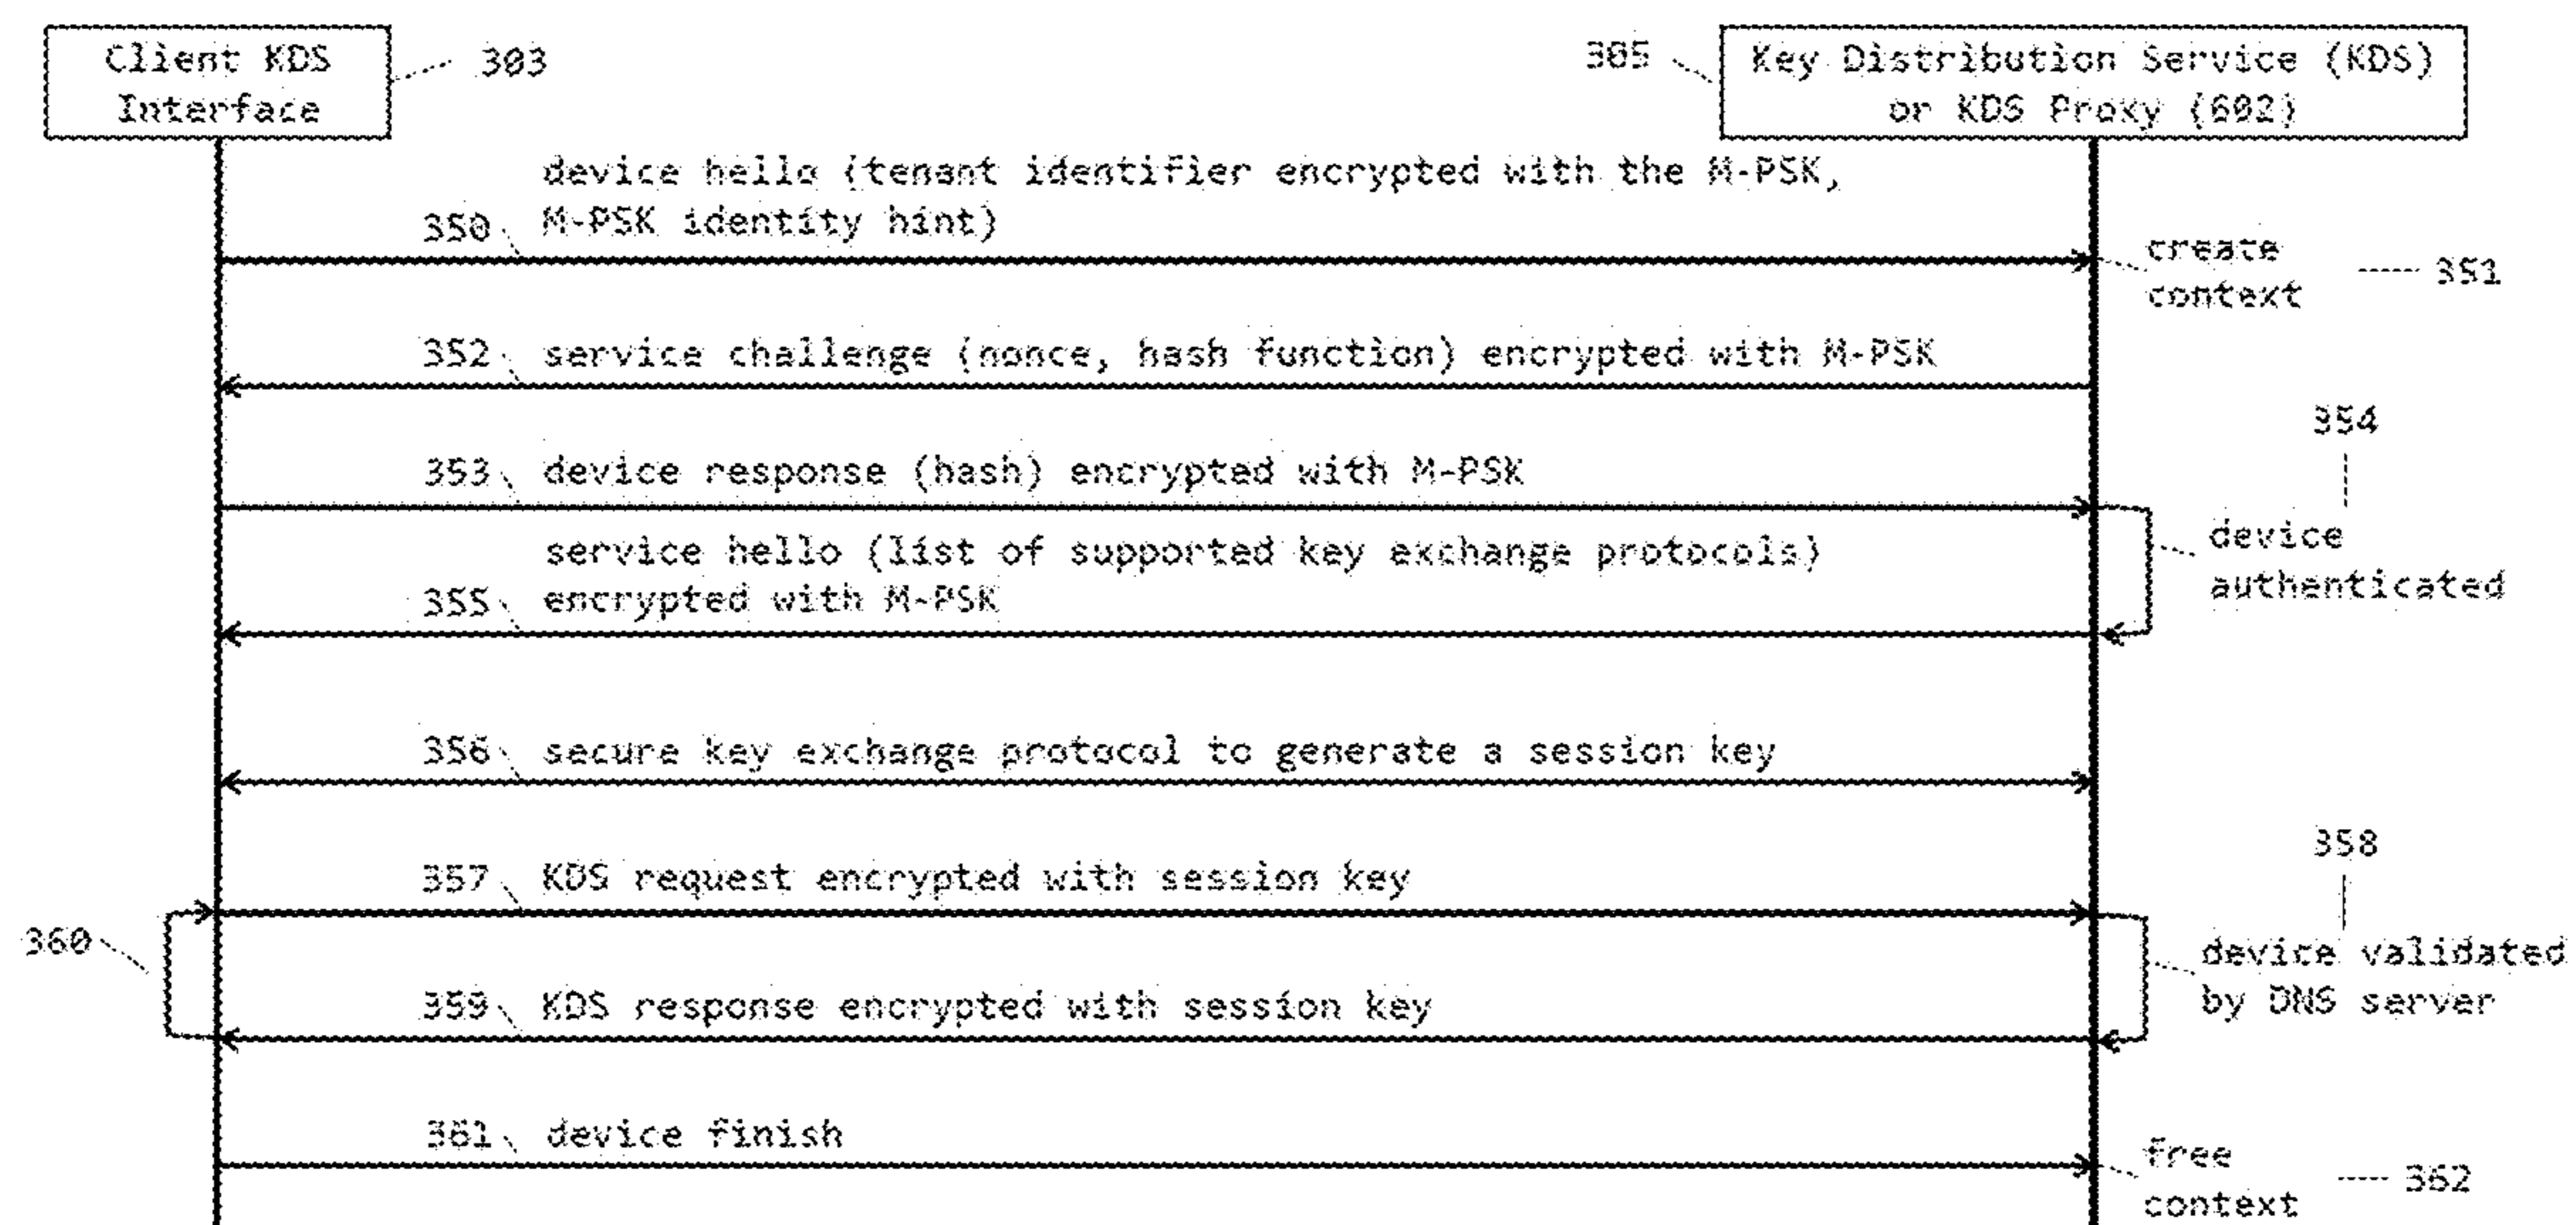 Client KDS
Interface
303
305
Key Distribution Service (KDS)
or KDS Proxy (602)
device hello (tenant identifier encrypted with the M-PSK,
350 M-PSK identity hint)
create
context
351
352 service challenge (nonce, hash function) encrypted with M-PSK
354
353 device response (hash) encrypted with M-PSK
device
authenticated
service hello (list of supported key exchange protocols)
355 encrypted with M-PSK
356 secure key exchange protocol to generate a session key
358
357 KDS request encrypted with session key
360
device validated
by DNS server
359 KDS response encrypted with session key
361 device finish
free
context
362